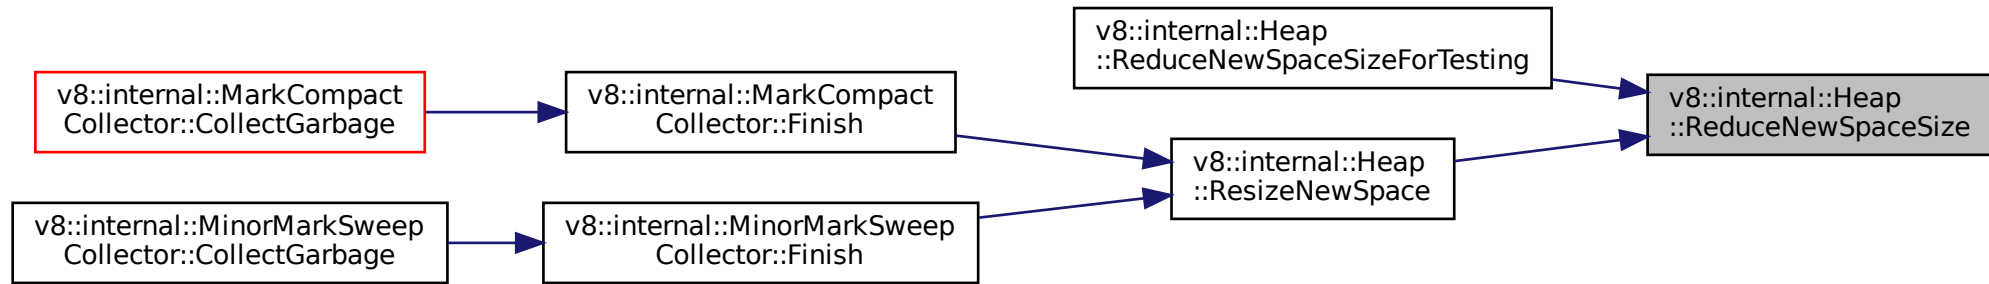 v8::internal::Heap
::ReduceNewSpaceSizeForTesting
v8::internal::MarkCompact
Collector::CollectGarbage
v8::internal::MarkCompact
Collector::Finish
v8::internal::Heap
::ReduceNewSpaceSize
v8::internal::Heap
::ResizeNewSpace
v8::internal::MinorMarkSweep
Collector::CollectGarbage
v8::internal::MinorMarkSweep
Collector::Finish